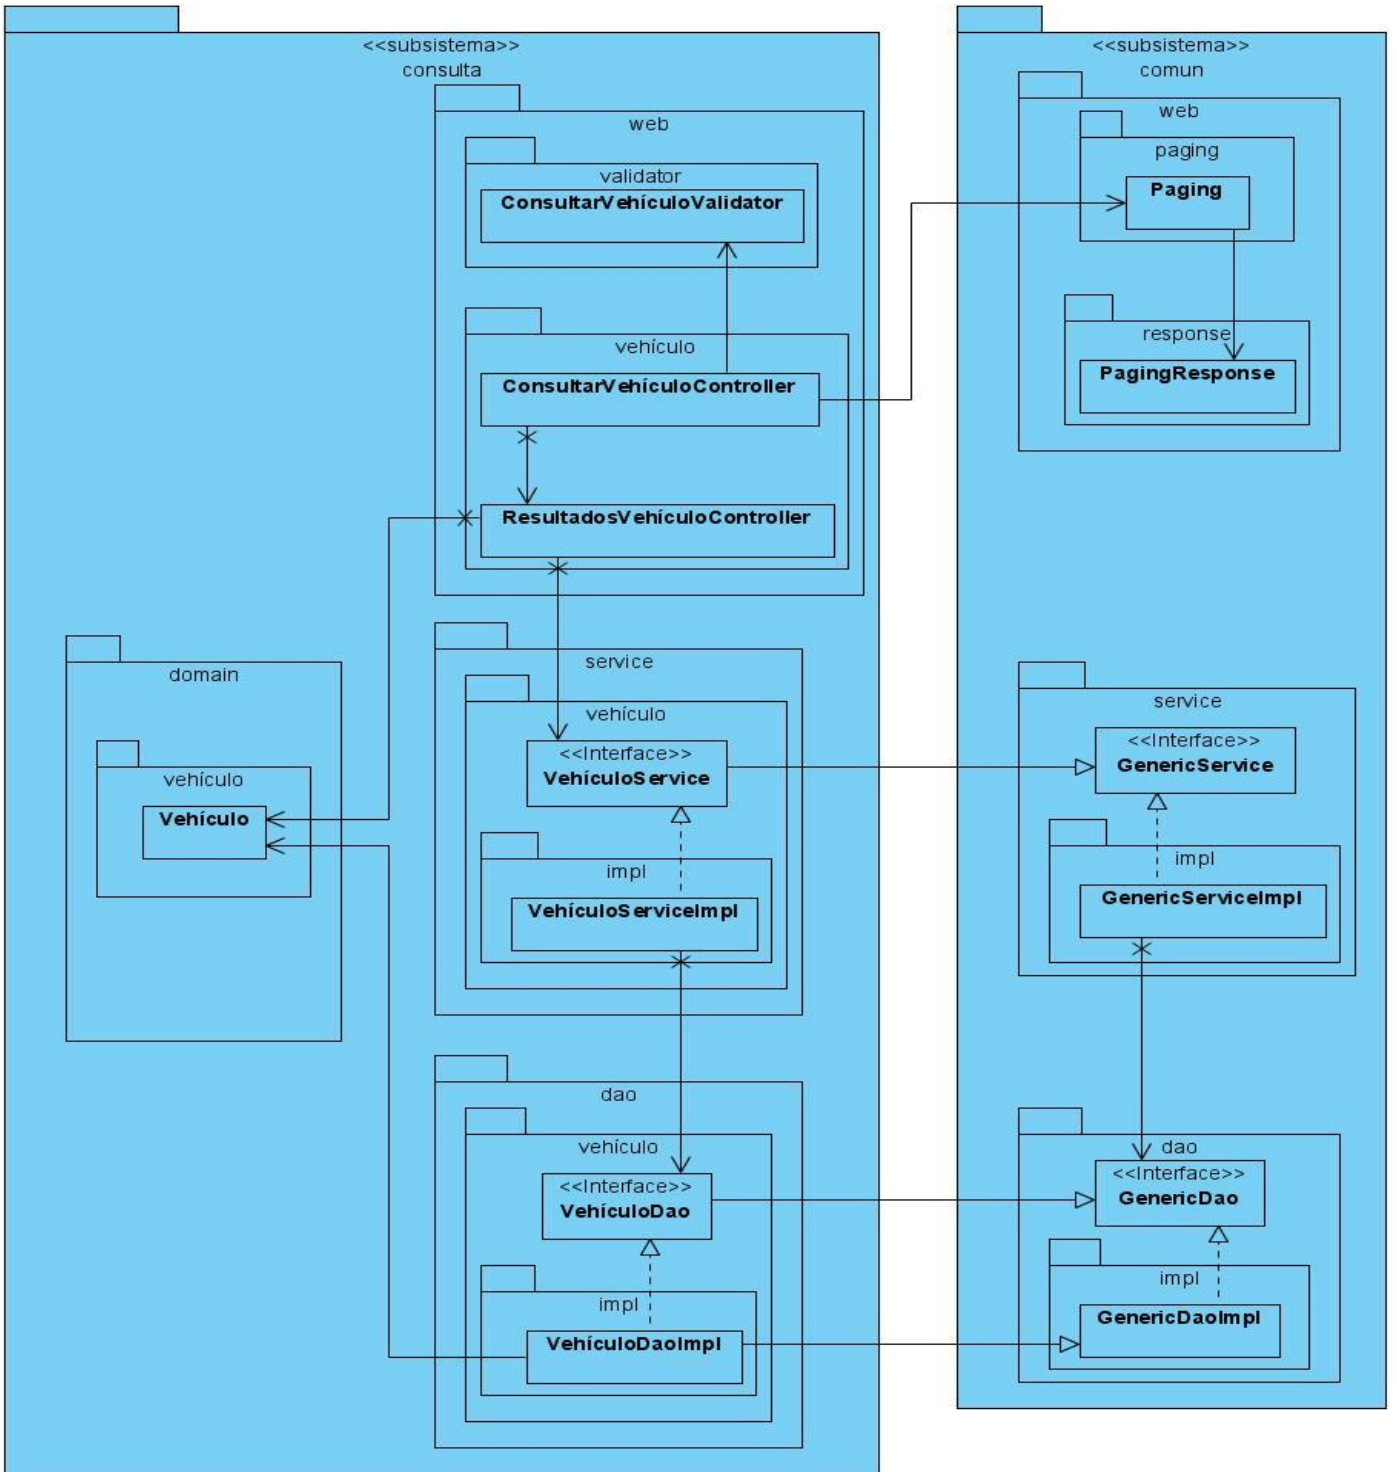 <<subsistema>>
consulta
web
validator
ConsultarVehículoValidator
vehículo
ConsultarVehículoController
ResultadosVehículoController
domain
vehículo
Vehículo
service
vehículo
<<Interface>>
VehículoService
impl
VehículoServiceImpl
dao
vehículo
<<Interface>>
VehículoDao
impl
VehículoDaoImpl
<<subsistema>>
comun
web
paging
Paging
response
PagingResponse
service
<<Interface>>
GenericService
impl
GenericServiceImpl
dao
<<Interface>>
GenericDao
impl
GenericDaoImpl